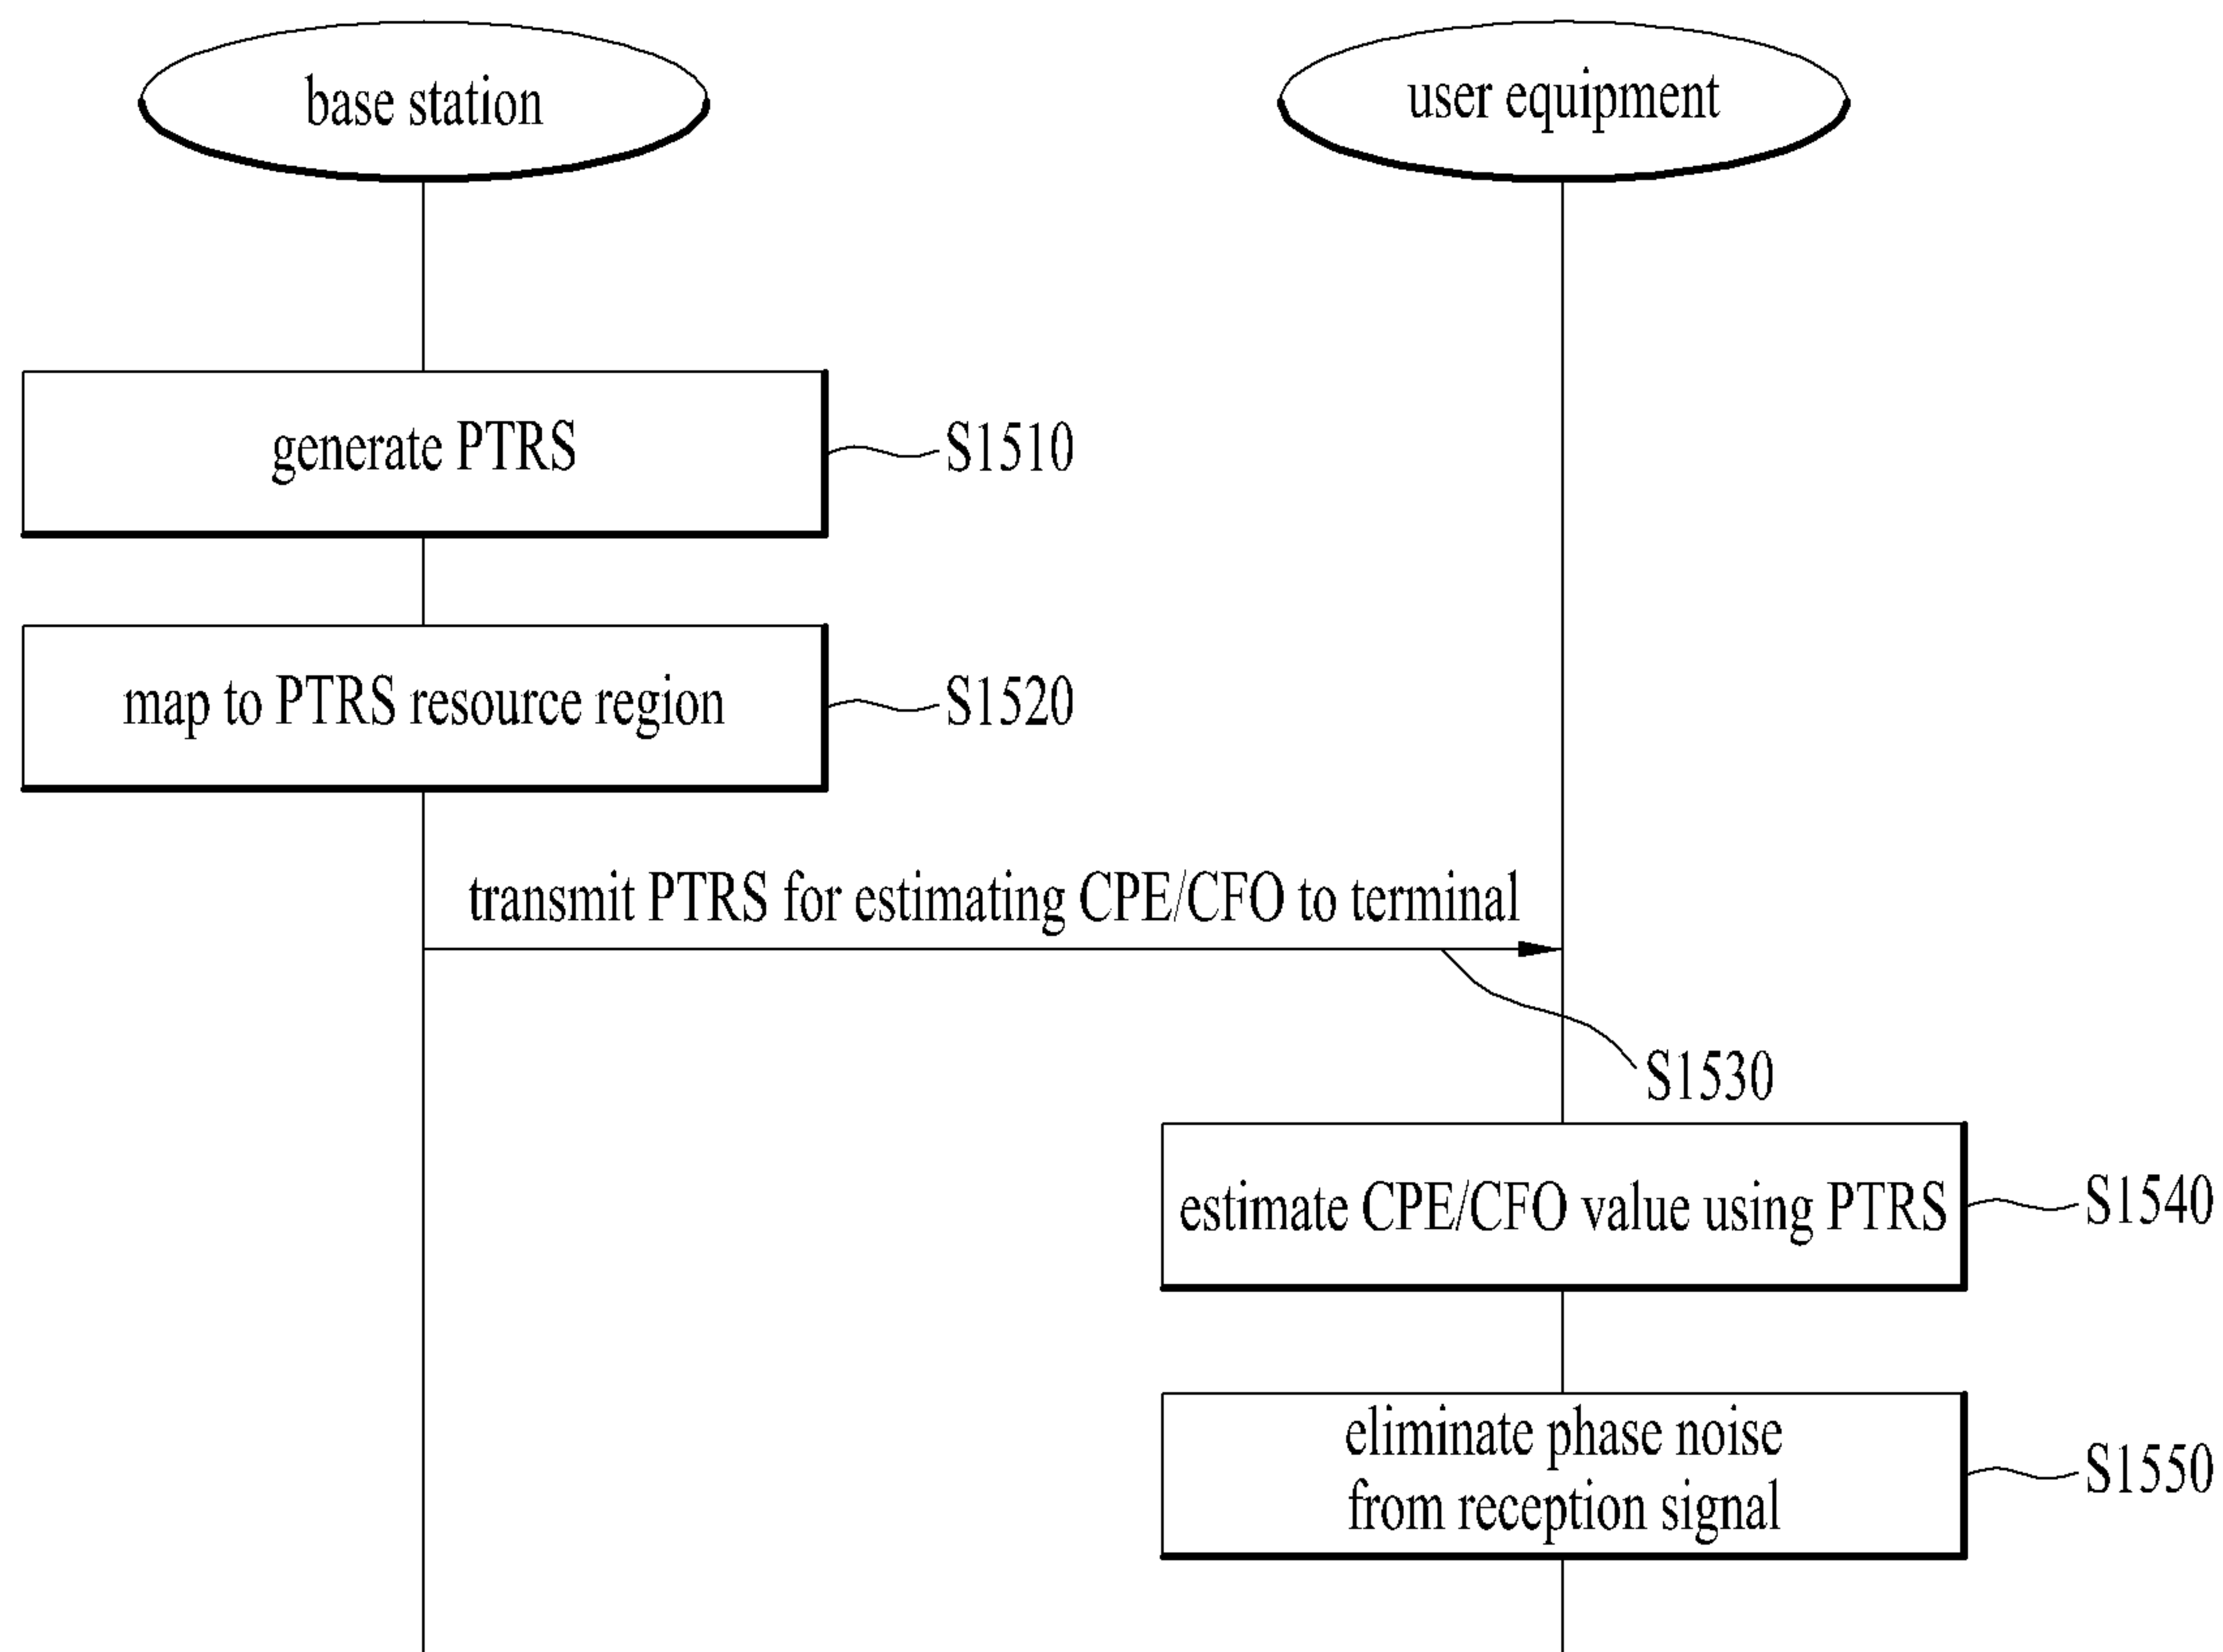 base station
user equipment
generate PTRS
S1510
map to PTRS resource region
S1520
transmit PTRS for estimating CPE/CFO to terminal
S1530
estimate CPE/CFO value using PTRS
S1540
eliminate phase noise
from reception signal
S1550